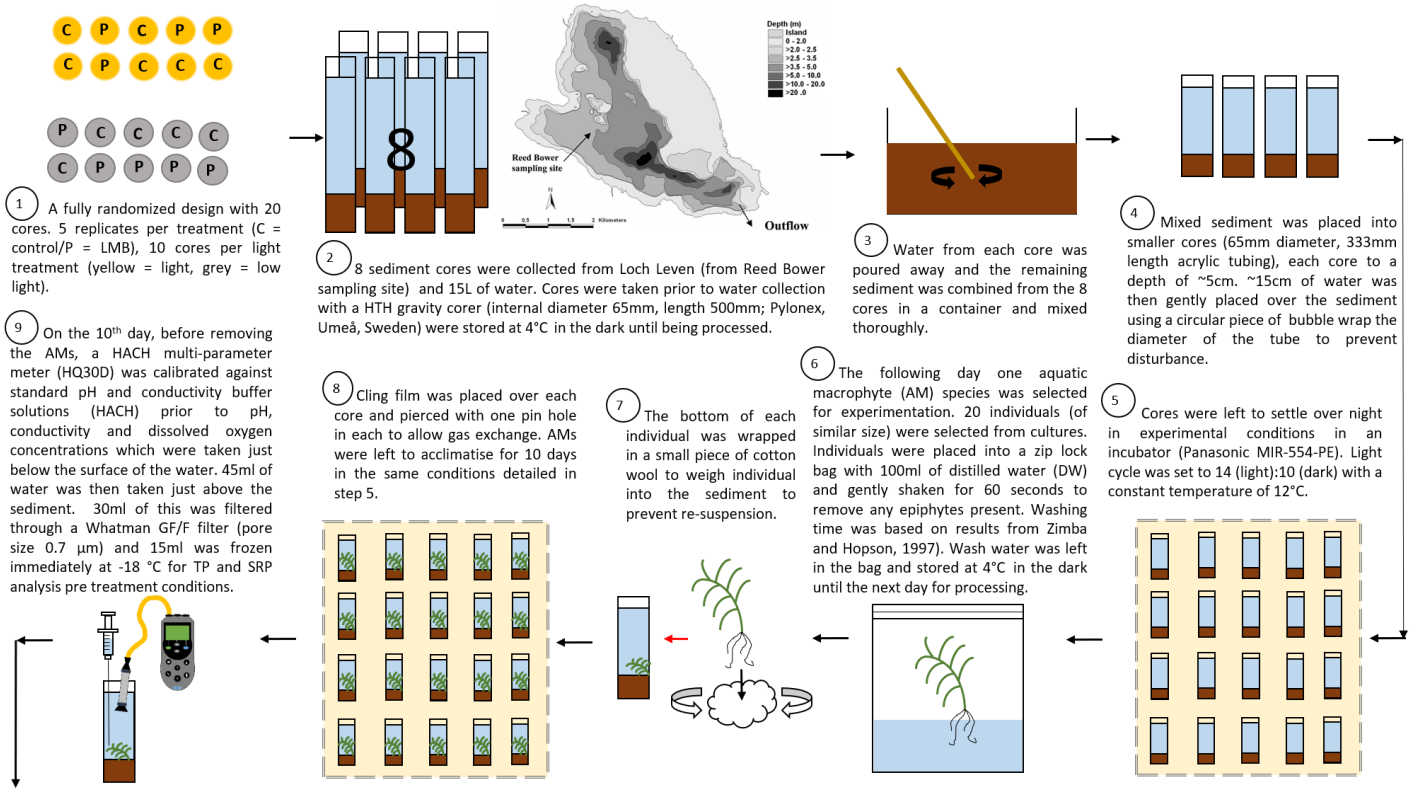 C P C P P
C P C C C
P C C C C
C P P P P
1 A fully randomized design with 20
cores. 5 replicates per treatment (C =
control/P = LMB), 10 cores per light
treatment (yellow = light, grey = low
light).
8
Depth (m)
Island
0 - 2.0
>2.0 - 2.5
>2.5 - 3.5
>3.5 - 5.0
>5.0 - 10.0
>10.0 - 20.0
>20 .0
Reed Bower
sampling site
N
0 0.5 1 1.5 2 Kilometers
Outflow
2 8 sediment cores were collected from Loch Leven (from Reed Bower
sampling site) and 15L of water. Cores were taken prior to water collection
with a HTH gravity corer (internal diameter 65mm, length 500mm; Pylonex,
Umeå, Sweden) were stored at 4°C in the dark until being processed.
3 Water from each core was
poured away and the remaining
sediment was combined from the 8
cores in a container and mixed
thoroughly.
4 Mixed sediment was placed into
smaller cores (65mm diameter, 333mm
length acrylic tubing), each core to a
depth of ~5cm. ~15cm of water was
then gently placed over the sediment
using a circular piece of bubble wrap the
diameter of the tube to prevent
disturbance.
5 Cores were left to settle over night
in experimental conditions in an
incubator (Panasonic MIR-554-PE). Light
cycle was set to 14 (light):10 (dark) with a
constant temperature of 12°C.
6 The following day one aquatic
macrophyte (AM) species was selected
for experimentation. 20 individuals (of
similar size) were selected from cultures.
Individuals were placed into a zip lock
bag with 100ml of distilled water (DW)
and gently shaken for 60 seconds to
remove any epiphytes present. Washing
time was based on results from Zimba
and Hopson, 1997). Wash water was left
in the bag and stored at 4°C in the dark
until the next day for processing.
7 The bottom of each
individual was wrapped
in a small piece of cotton
wool to weigh individual
into the sediment to
prevent re-suspension.
8 Cling film was placed over each
core and pierced with one pin hole
in each to allow gas exchange. AMs
were left to acclimatise for 10 days
in the same conditions detailed in
step 5.
9 On the 10th day, before removing
the AMs, a HACH multi-parameter
meter (HQ30D) was calibrated against
standard pH and conductivity buffer
solutions (HACH) prior to pH,
conductivity and dissolved oxygen
concentrations which were taken just
below the surface of the water. 45ml of
water was then taken just above the
sediment. 30ml of this was filtered
through a Whatman GF/F filter (pore
size 0.7 µm) and 15ml was frozen
immediately at -18 °C for TP and SRP
analysis pre treatment conditions.